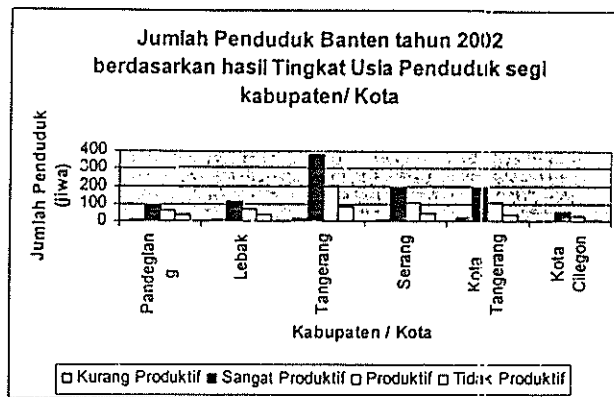 Jumlah Penduduk Banten tahun 2002
berdasarkan hasil Tingkat Usia Penduduk segi
kabupaten/ Kota
Jumlah Penduduk
(jiwa)
400
300
200
100
0
Pandeglan
g
Lebak
Tangerang
Serang
Kota
Tangerang
Kota
Cilegon
Kabupaten / Kota
Kurang Produktif Sangat Produktif Produktif Tidak Produktif